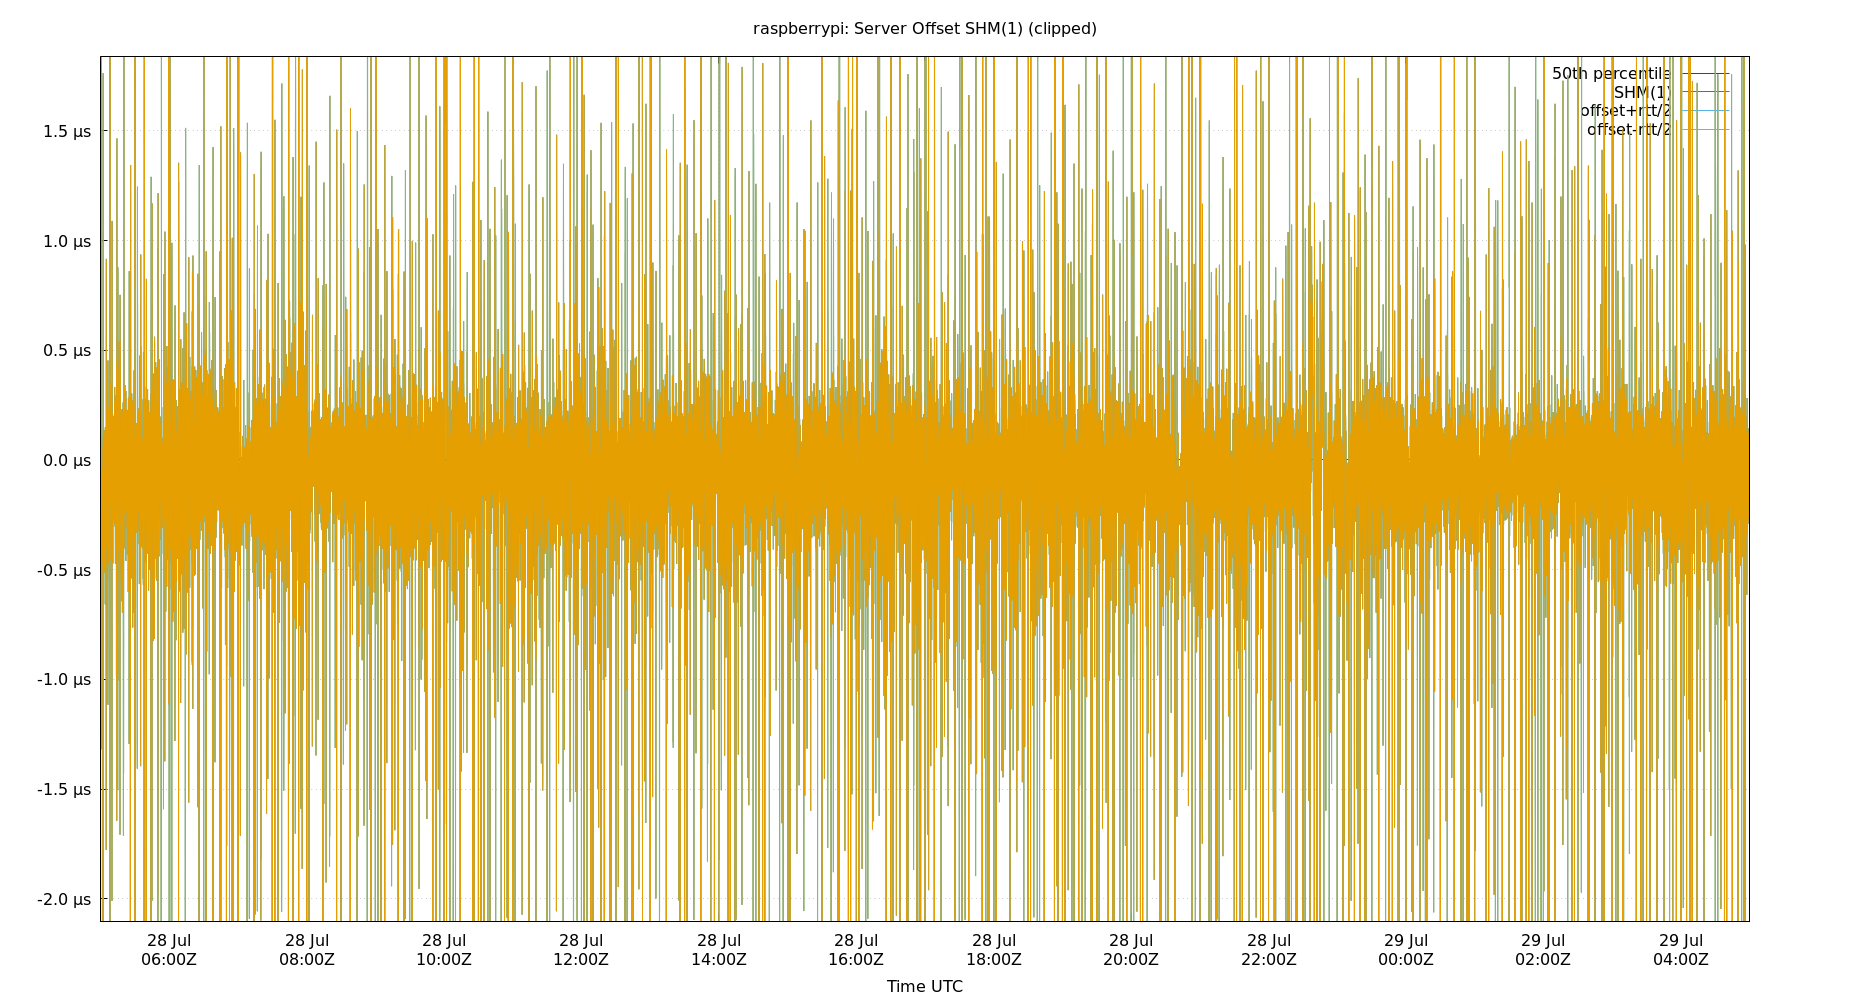 raspberrypi: Server Offset SHM(1) (clipped)
50th percentile
SHM(1)
offset+rtt/2
offset-rtt/2
1.5 µs
1.0 µs
0.5 µs
0.0 µs
-0.5 µs
-1.0 µs
-1.5 µs
-2.0 µs
28 Jul 28 Jul 28 Jul 28 Jul 28 Jul 28 Jul 28 Jul 28 Jul 28 Jul 29 Jul 29 Jul 29 Jul
06:00Z 08:00Z 10:00Z 12:00Z 14:00Z 16:00Z 18:00Z 20:00Z 22:00Z 00:00Z 02:00Z 04:00Z
Time UTC